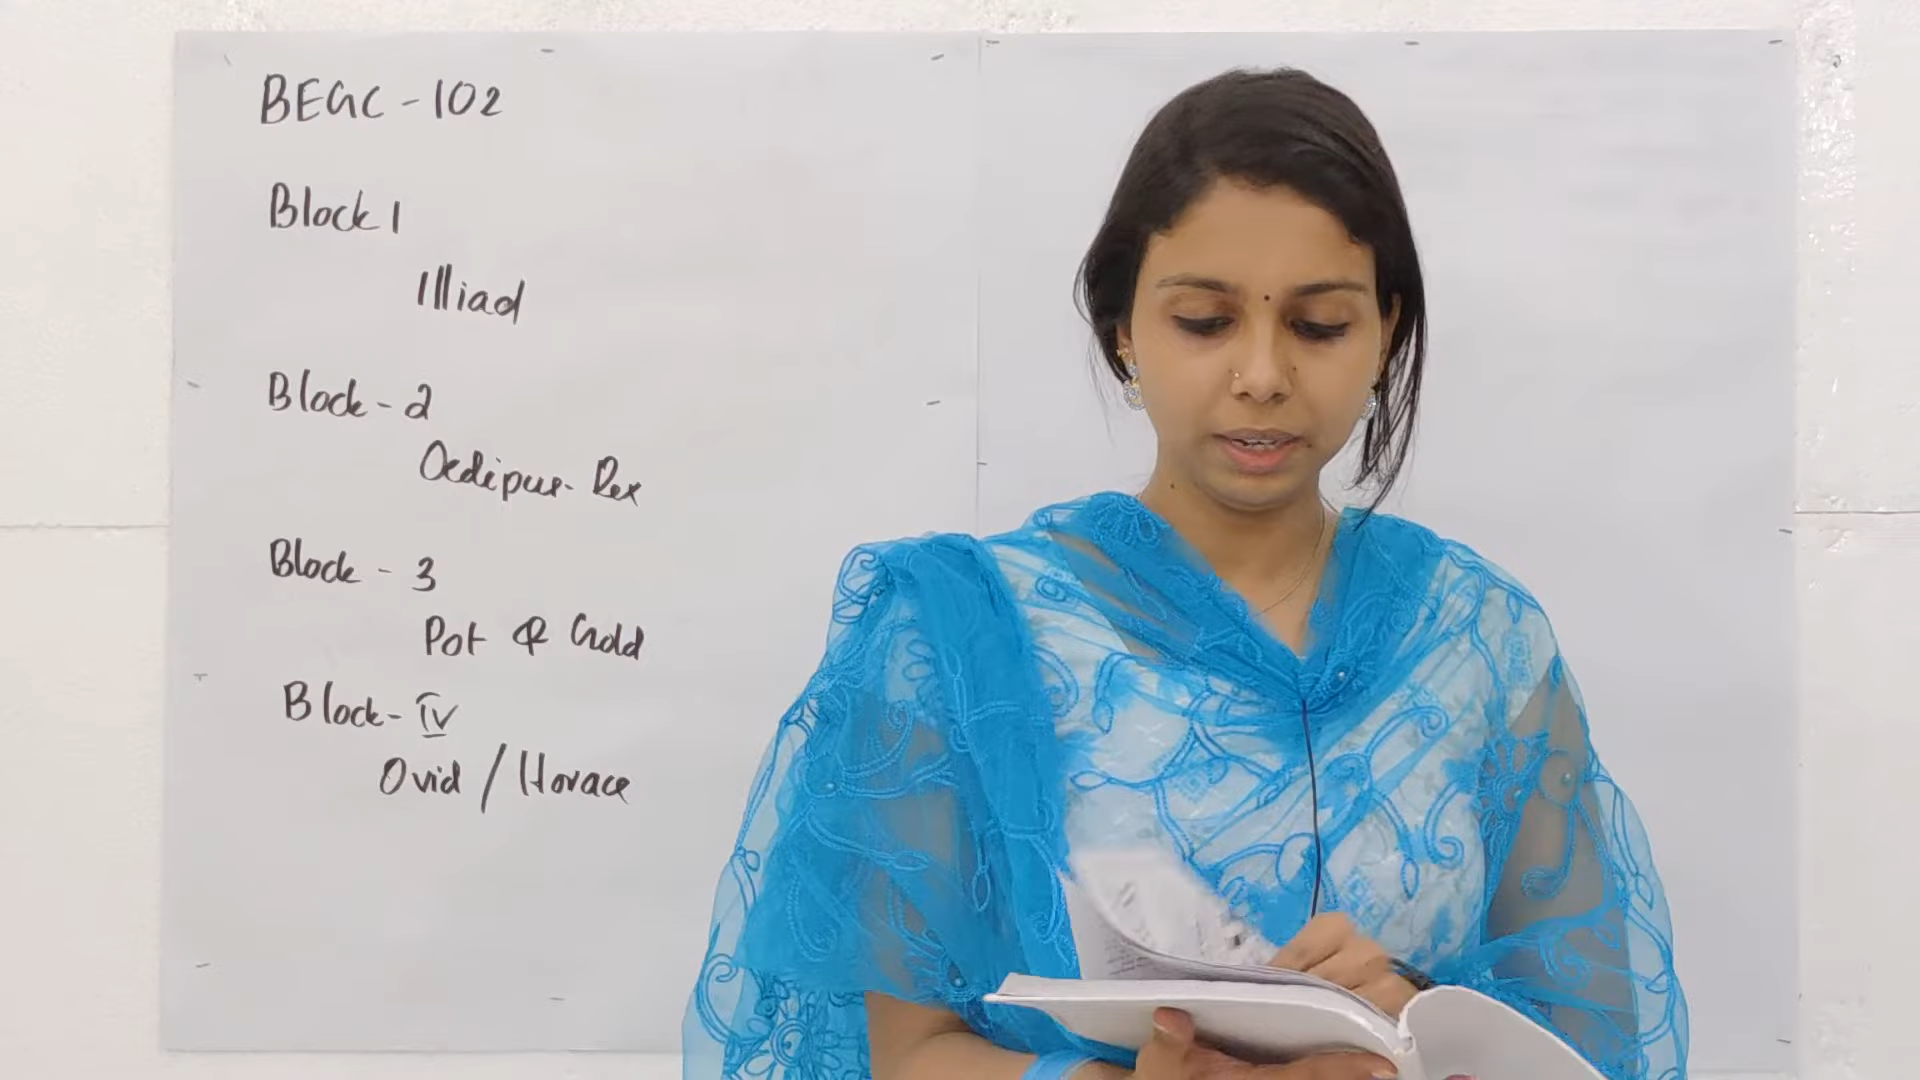 BEGC - 102
Block 1
Illiad
Block - 2
Oedipus - Rex
Block - 3
Pot of Gold
Block - IV
Ovid / Horace